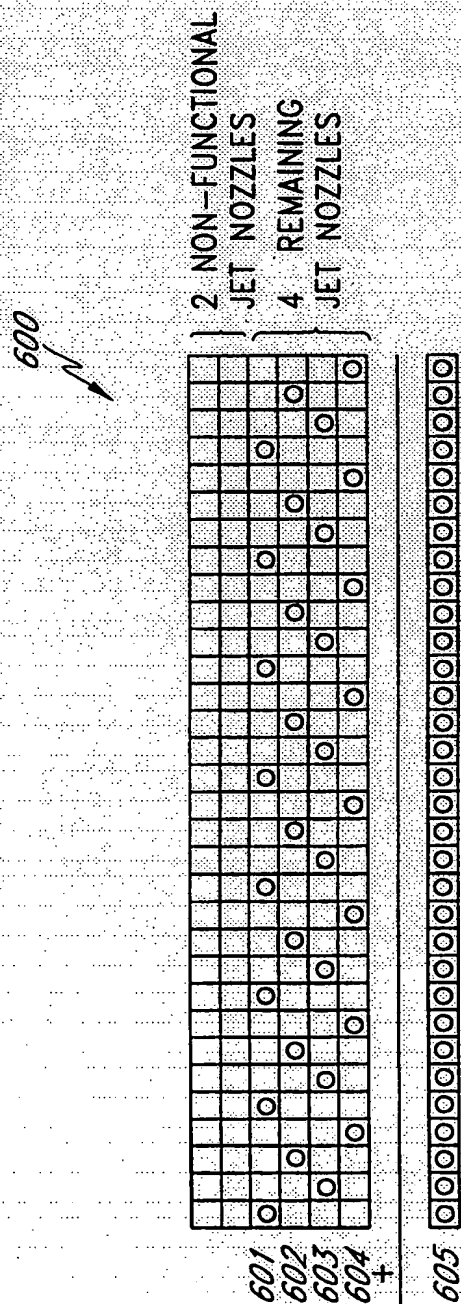 600
2 NON-FUNCTIONAL
JET NOZZLES
4 REMAINING
JET NOZZLES
601
602
603
604
+
605